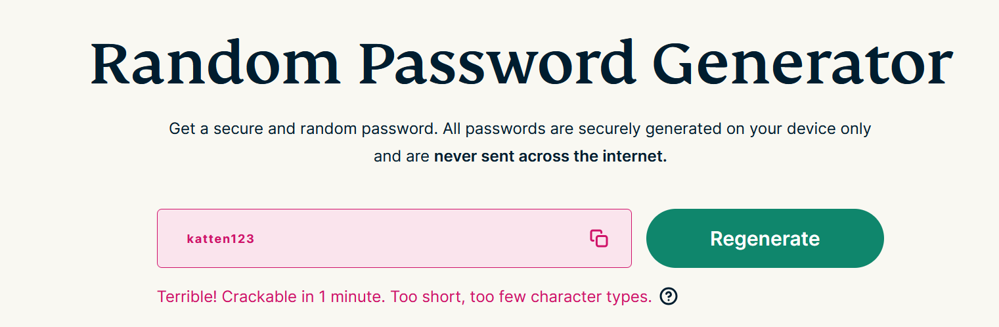 Random Password Generator
Get a secure and random password. All passwords are securely generated on your device only
and are never sent across the internet.
katten123
Regenerate
Terrible! Crackable in 1 minute. Too short, too few character types.